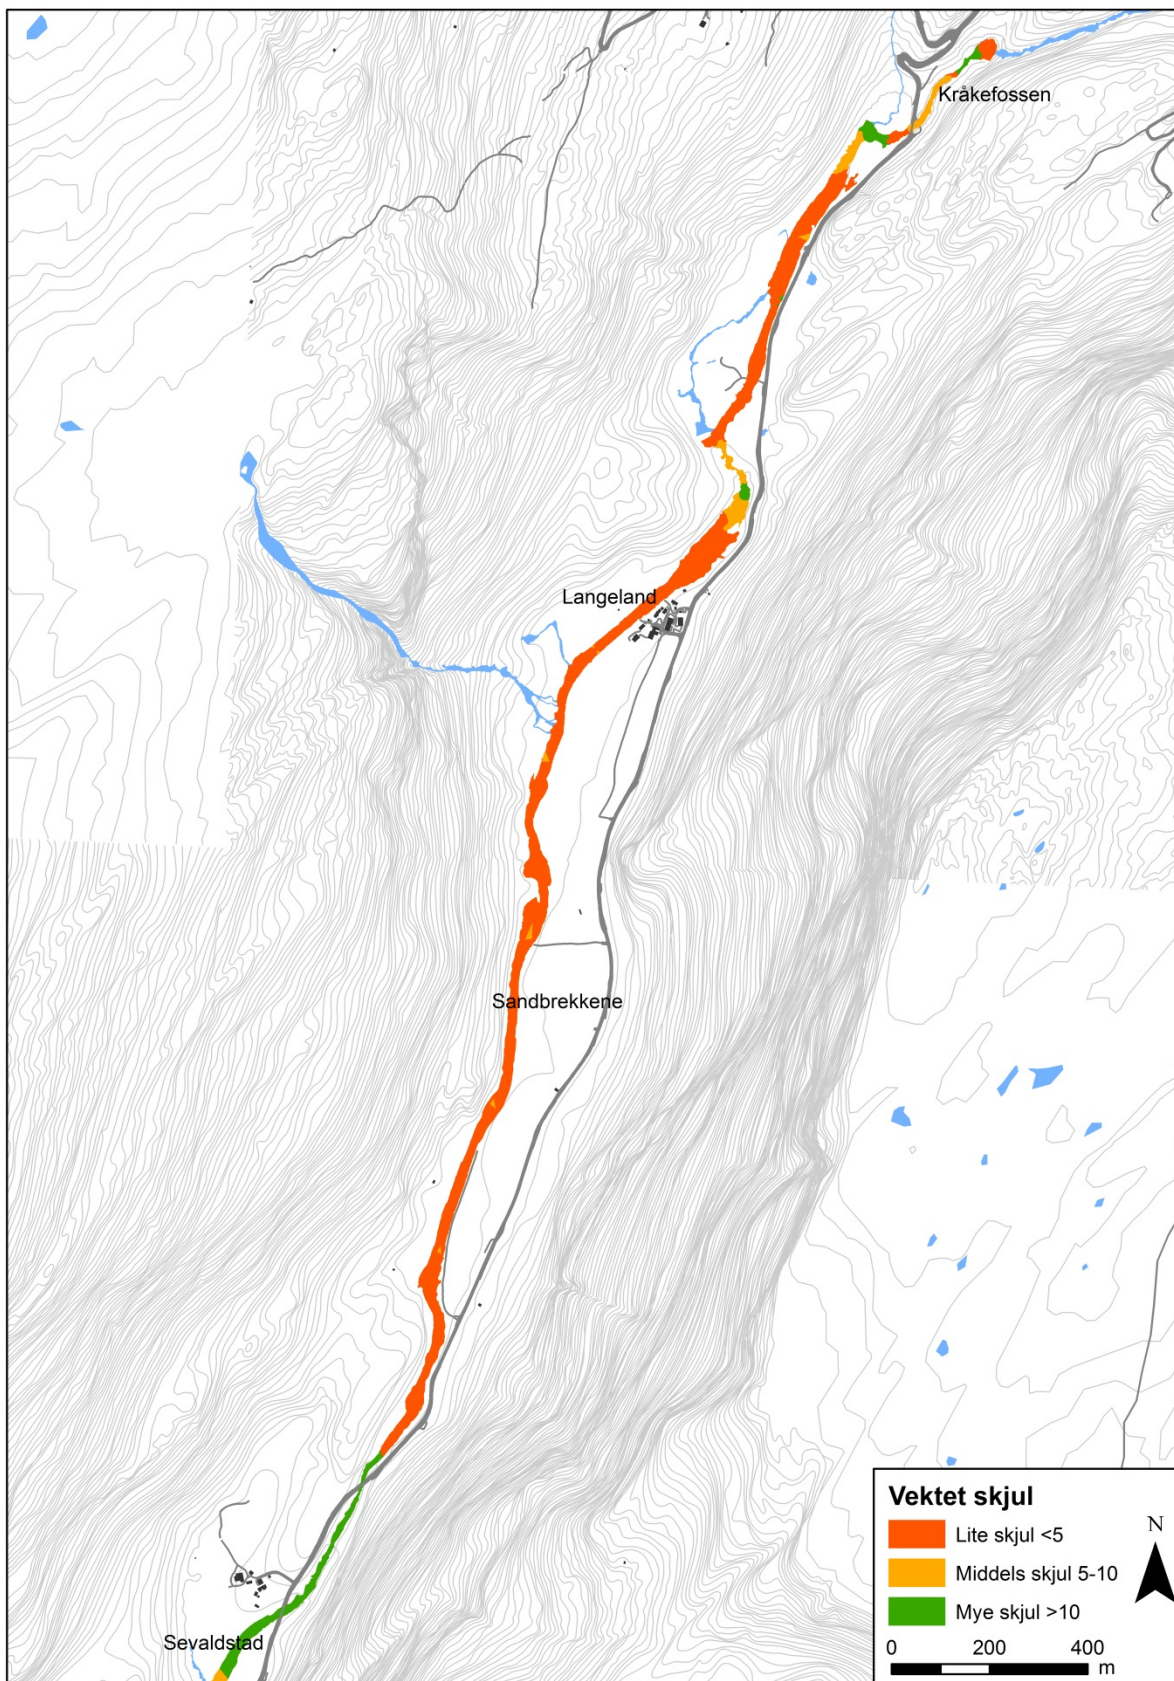 Kråkefossen
Langeland
Sandbrekkene
Sevaldstad
Vektet skjul
Lite skjul <5
Middels skjul 5-10
Mye skjul >10
N
0 200 400
m